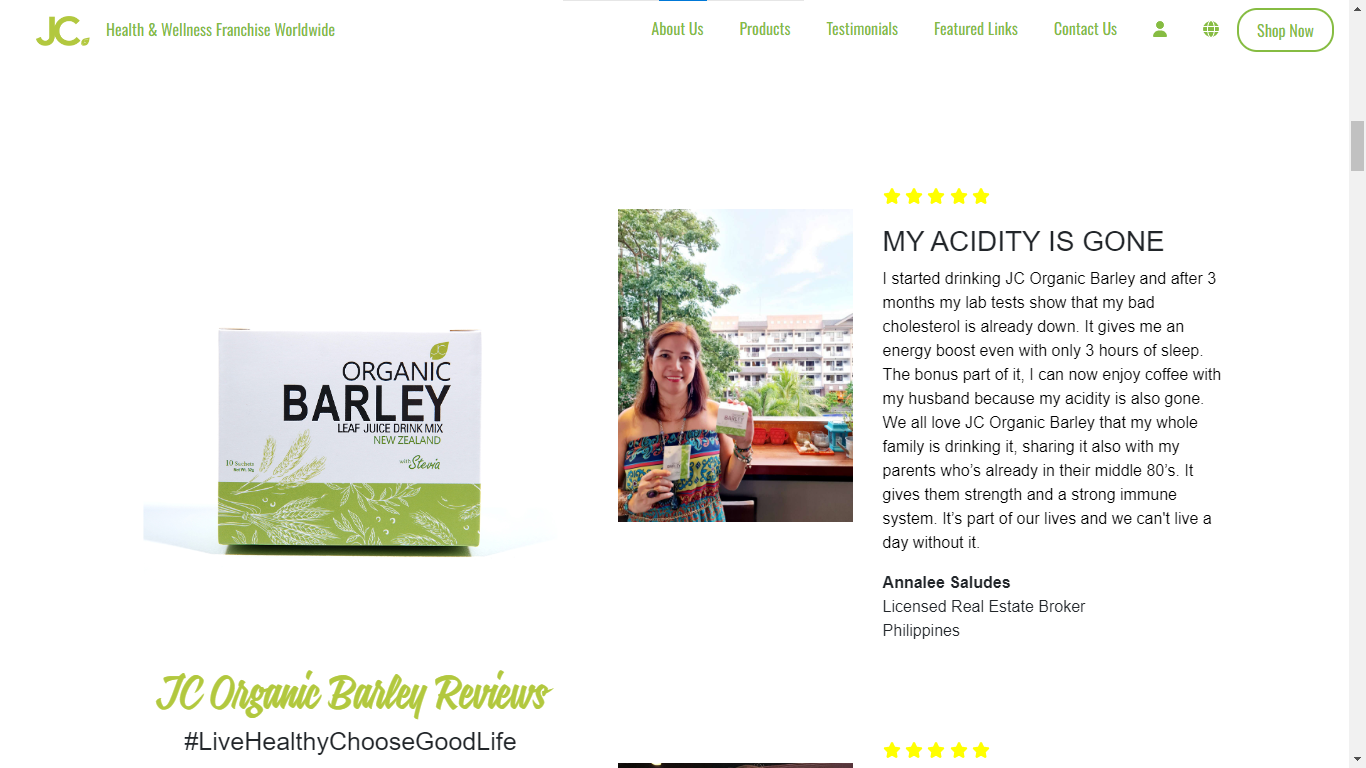 JC.
Health & Wellness Franchise Worldwide
About Us
Products
Testimonials
Featured Links
Contact Us
Shop Now
JC
ORGANIC
BARLEY
LEAF JUICE DRINK MIX
NEW ZEALAND
with Stevia
10 Sachets
JC Organic Barley Reviews
#LiveHealthyChooseGoodLife
BARLEY
MY ACIDITY IS GONE
I started drinking JC Organic Barley and after 3
months my lab tests show that my bad
cholesterol is already down. It gives me an
energy boost even with only 3 hours of sleep.
The bonus part of it, I can now enjoy coffee with
my husband because my acidity is also gone.
We all love JC Organic Barley that my whole
family is drinking it, sharing it also with my
parents who’s already in their middle 80’s. It
gives them strength and a strong immune
system. It’s part of our lives and we can't live a
day without it.
Annalee Saludes
Licensed Real Estate Broker
Philippines